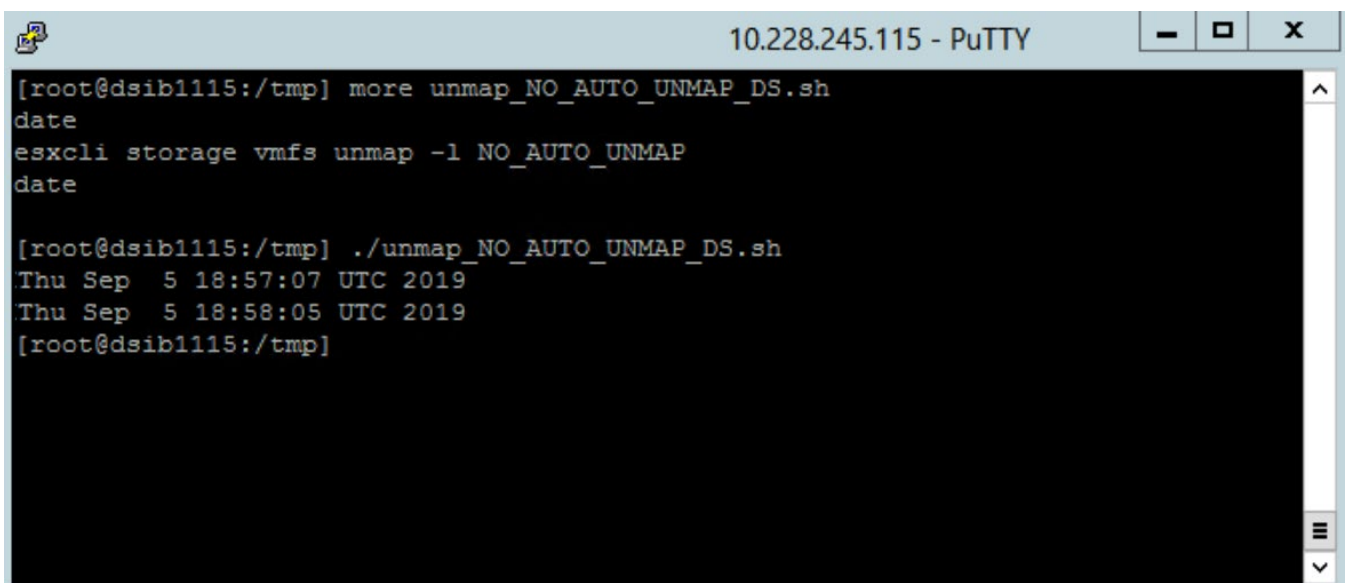 10.228.245.115 - PuTTY
[root@dsib1115:/tmp] more unmap_NO_AUTO_UNMAP_DS.sh
date
esxcli storage vmfs unmap -l NO_AUTO_UNMAP
date
[root@dsib1115:/tmp] ./unmap_NO_AUTO_UNMAP_DS.sh
Thu Sep  5 18:57:07 UTC 2019
Thu Sep  5 18:58:05 UTC 2019
[root@dsib1115:/tmp]